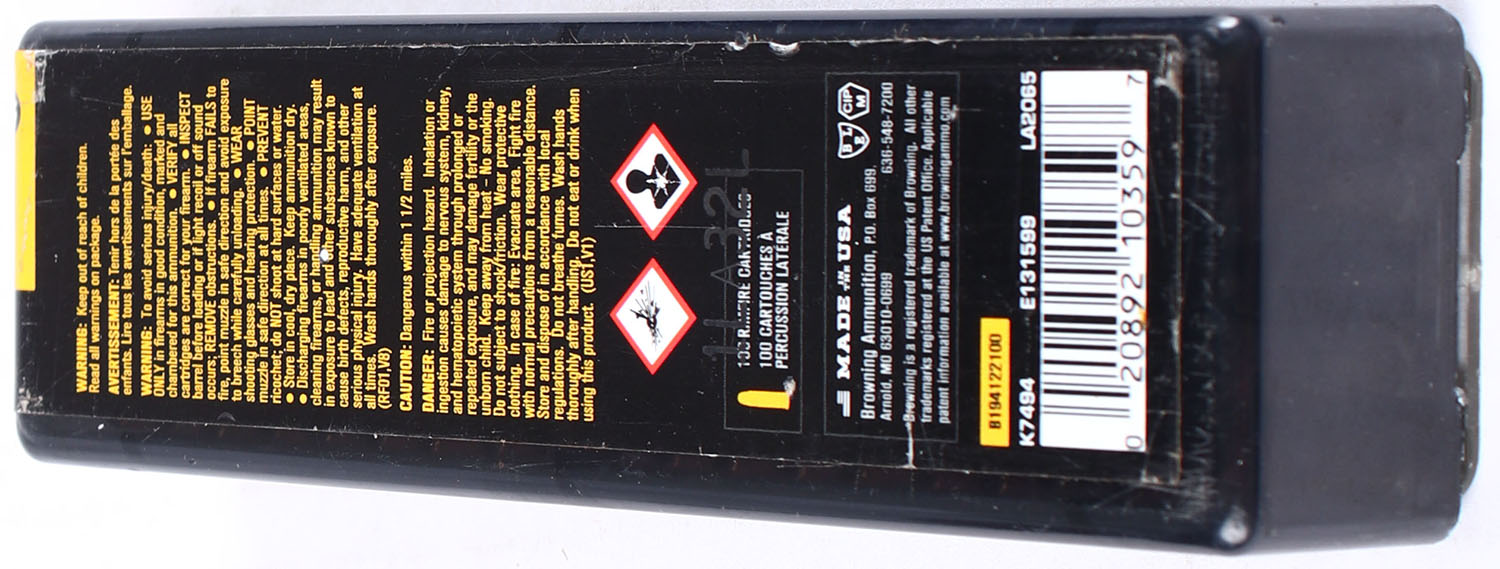 WARNING: Keep out of reach of children.
Read all warnings on package.
AVERTISSEMENT: Tenir hors de la portée des
enfants. Lire tous les avertissements sur l'emballage.
WARNING: To avoid serious injury/death: • USE
ONLY in firearms in good condition, marked and
chambered for this ammunition. • VERIFY all
cartridges are correct for your firearm. • INSPECT
barrel before loading or if light recoil or off sound
occurs; REMOVE obstructions. • If firearm FAILS to
fire, point muzzle in safe direction and avoid exposure
to breech while carefully unloading. • WEAR
shooting glasses and hearing protection. • POINT
muzzle in safe direction at all times. • PREVENT
ricochet; do NOT shoot at hard surfaces or water.
• Store in cool, dry place. Keep ammunition dry.
• Discharging firearms in poorly ventilated areas,
cleaning firearms, or handling ammunition may result
in exposure to lead and other substances known to
cause birth defects, reproductive harm, and other
serious physical injury. Have adequate ventilation at
all times. Wash hands thoroughly after exposure.
(RF01,V8)
CAUTION: Dangerous within 1 1/2 miles.
DANGER: Fire or projection hazard. Inhalation or
ingestion causes damage to nervous system, kidney,
and hematopoietic system through prolonged or
repeated exposure, and may damage fertility or the
unborn child. Keep away from heat – No smoking.
Do not subject to shock/friction. Wear protective
clothing. In case of fire: Evacuate area. Fight fire
with normal precautions from a reasonable distance.
Store and dispose of in accordance with local
regulations. Do not breathe fumes. Wash hands
thoroughly after handling. Do not eat or drink when
using this product. (UST,V1)
100 RIMFIRE CARTRIDGES
100 CARTOUCHES À
PERCUSSION LATÉRALE
MADE IN THE USA
BLEE
CIP
M
Browning Ammunition, P.O. Box 699,
Arnold, MO 63010-0699 636-548-7200
Browning is a registered trademark of Browning. All other
trademarks registered at the US Patent Office. Applicable
patent information available at www.browningammo.com
B194122100
K7494 E131599 LA2065
0 20892 10359 7